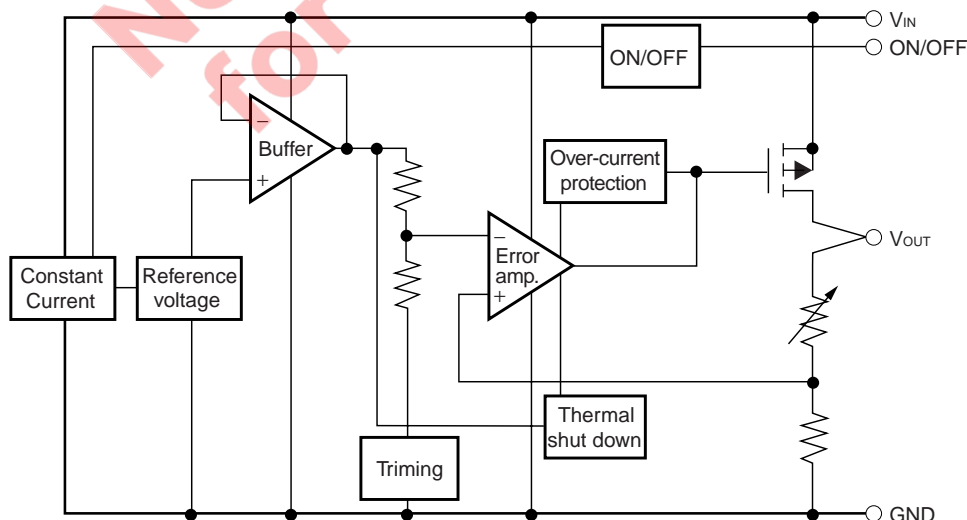 VIN
ON/OFF
ON/OFF
Buffer
−
+
Over-current
protection
−
Error
amp.
+
VOUT
Constant
Current
Reference
voltage
Thermal
shut down
Triming
GND
for